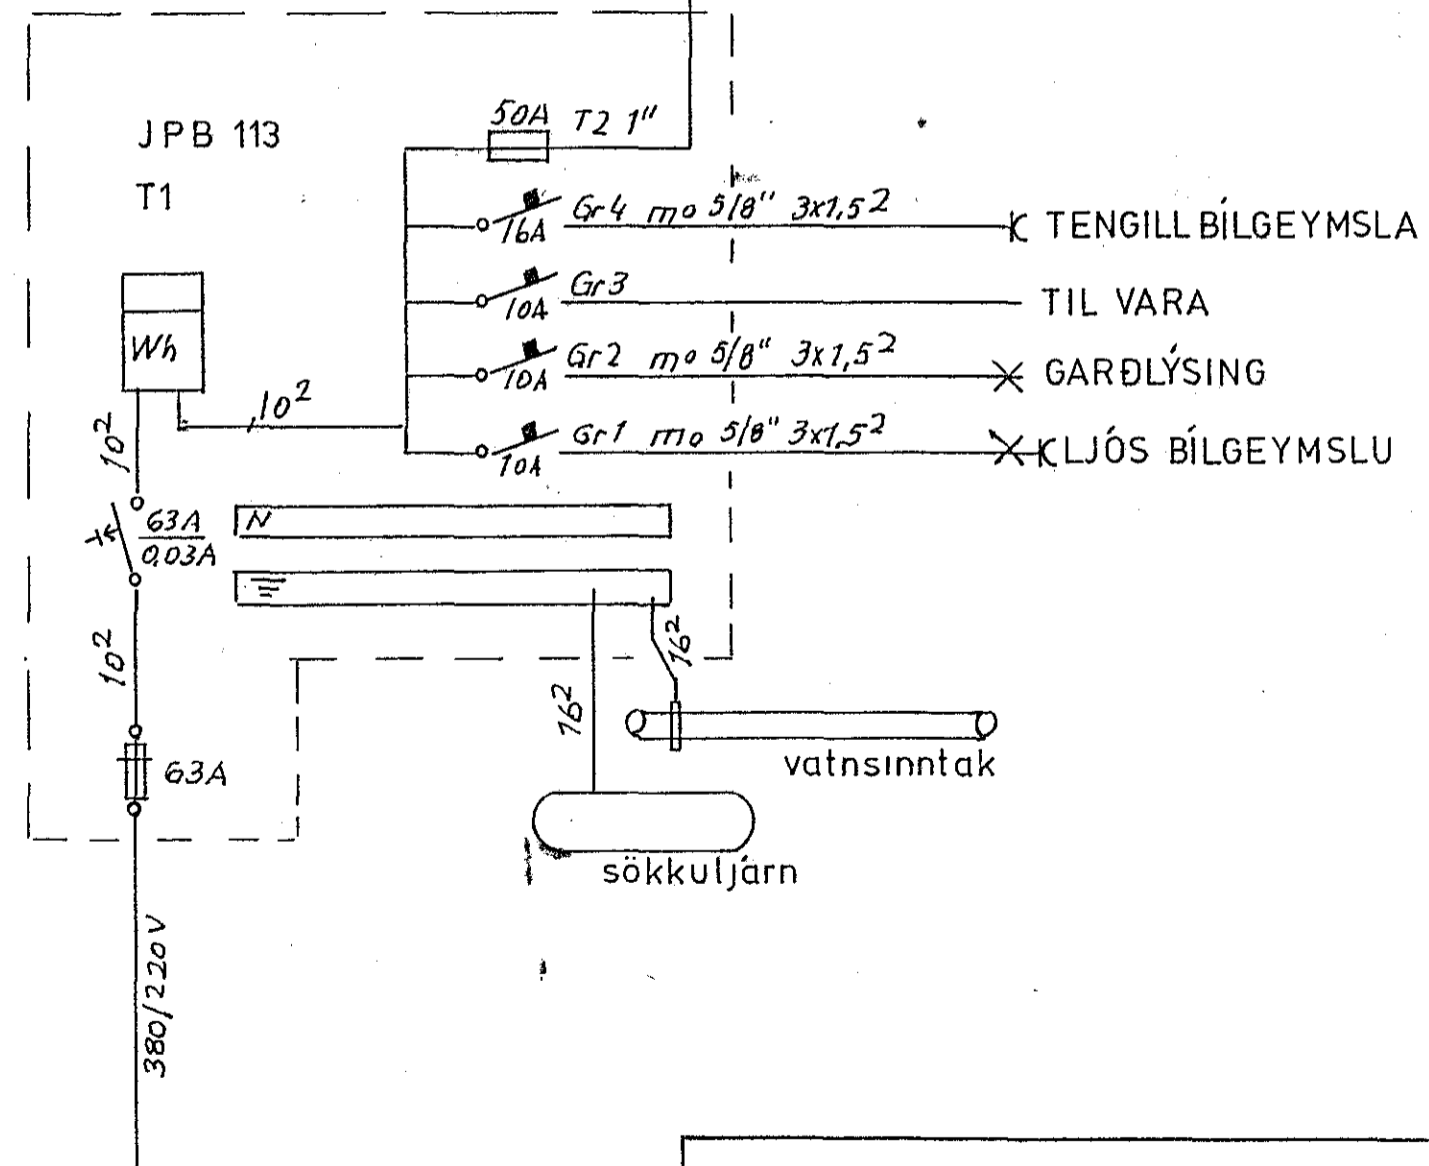 50A T2 1"
JPB 113
T1
Gr4 mo 5/8" 3x1,5²
16A
TENGILL BÍLGEYMSLA
Gr3
10A
TIL VARA
Wh
Gr2 mo 5/8" 3x1,5²
10A
GARÐLÝSING
10²
10²
Gr1 mo 5/8" 3x1,5²
10A
LJÓS BÍLGEYMSLU
63A
0,03A
N
10²
16²
16²
63A
vatnsinntak
sökkuljárn
380/220V